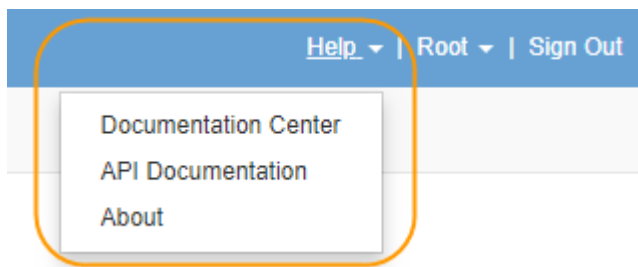 Help | Root | Sign Out
Documentation Center
API Documentation
About